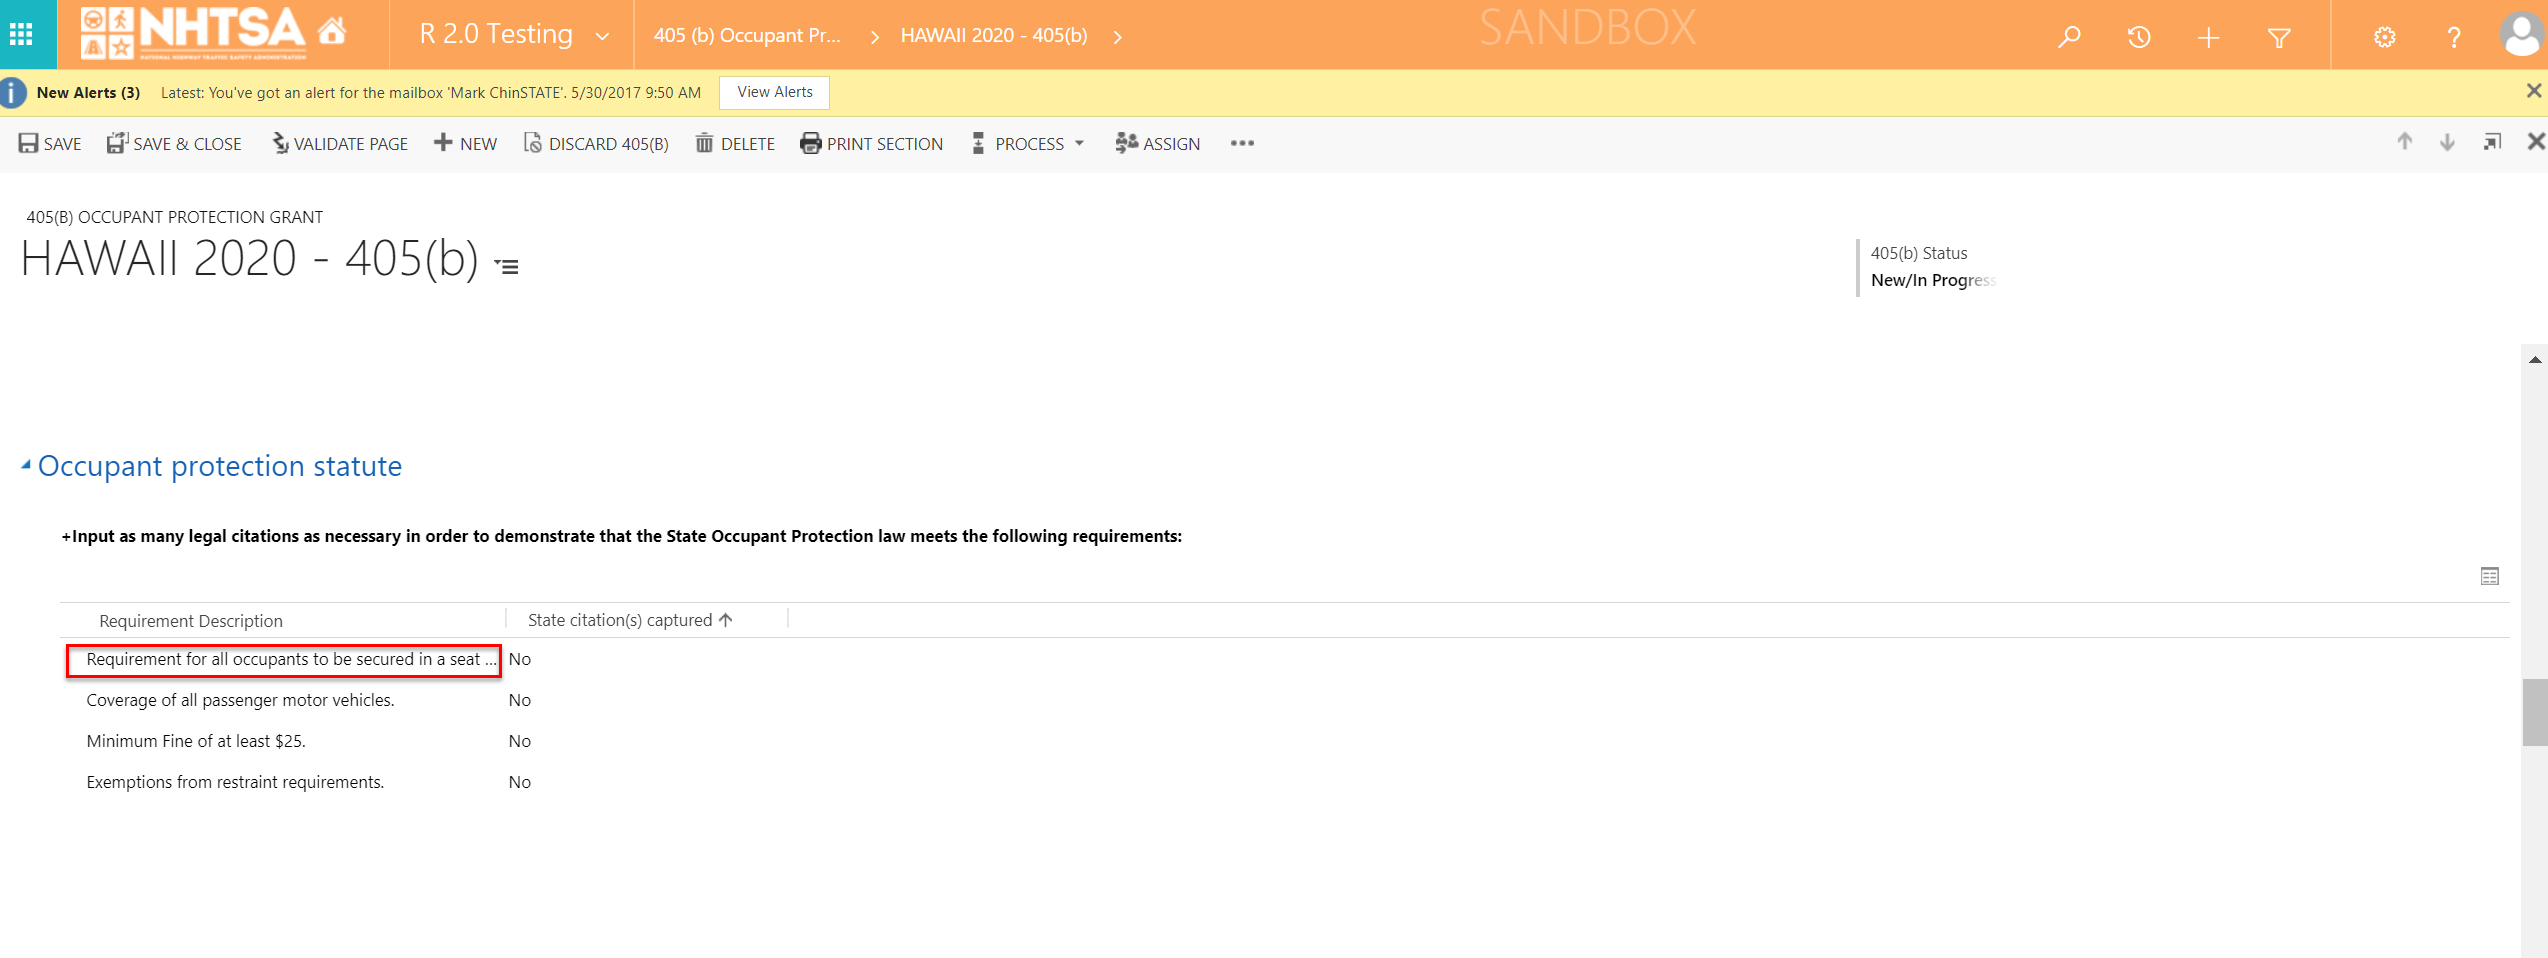 NHTSA
NATIONAL HIGHWAY TRAFFIC SAFETY ADMINISTRATION
R 2.0 Testing
405 (b) Occupant Pr...
HAWAII 2020 - 405(b)
SANDBOX
New Alerts (3) Latest: You've got an alert for the mailbox 'Mark ChinSTATE'. 5/30/2017 9:50 AM View Alerts
SAVE SAVE & CLOSE VALIDATE PAGE NEW DISCARD 405(B) DELETE PRINT SECTION PROCESS ASSIGN
405(B) OCCUPANT PROTECTION GRANT
HAWAII 2020 - 405(b)
405(b) Status
New/In Progress
Occupant protection statute
+Input as many legal citations as necessary in order to demonstrate that the State Occupant Protection law meets the following requirements:
Requirement Description State citation(s) captured
Requirement for all occupants to be secured in a seat ... No
Coverage of all passenger motor vehicles. No
Minimum Fine of at least $25. No
Exemptions from restraint requirements. No